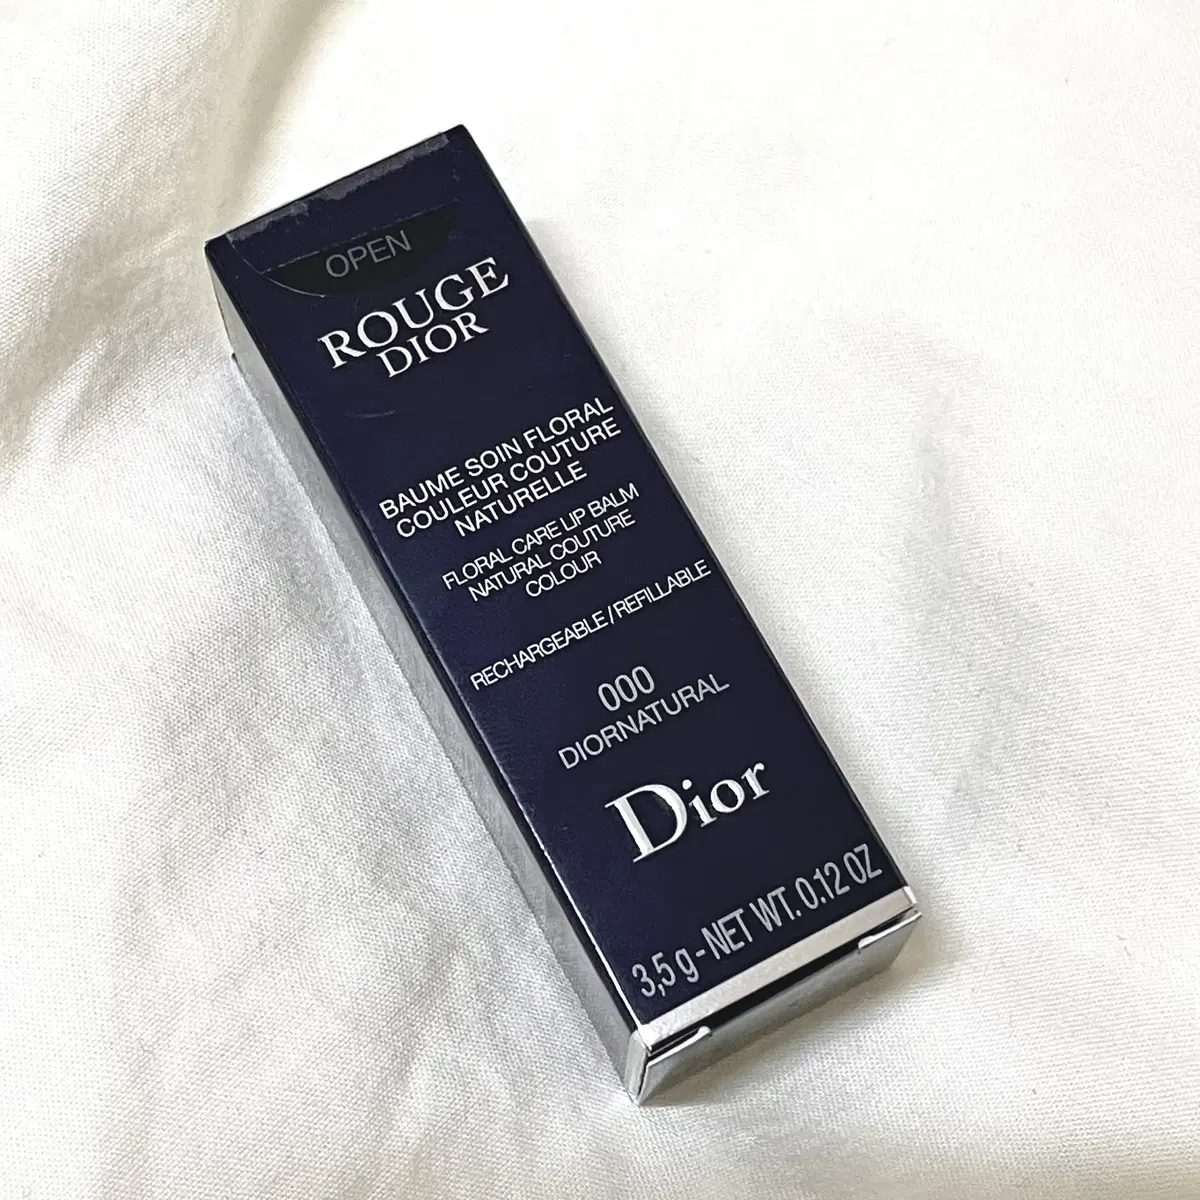 OPEN
ROUGE
DIOR
BAUME SOIN FLORAL
COULEUR COUTURE
NATURELLE
FLORAL CARE LIP BALM
NATURAL COUTURE
COLOUR
RECHARGEABLE/REFILLABLE
000
DIORNATURAL
Dior
3,5 g-NET WT. 0.12 OZ